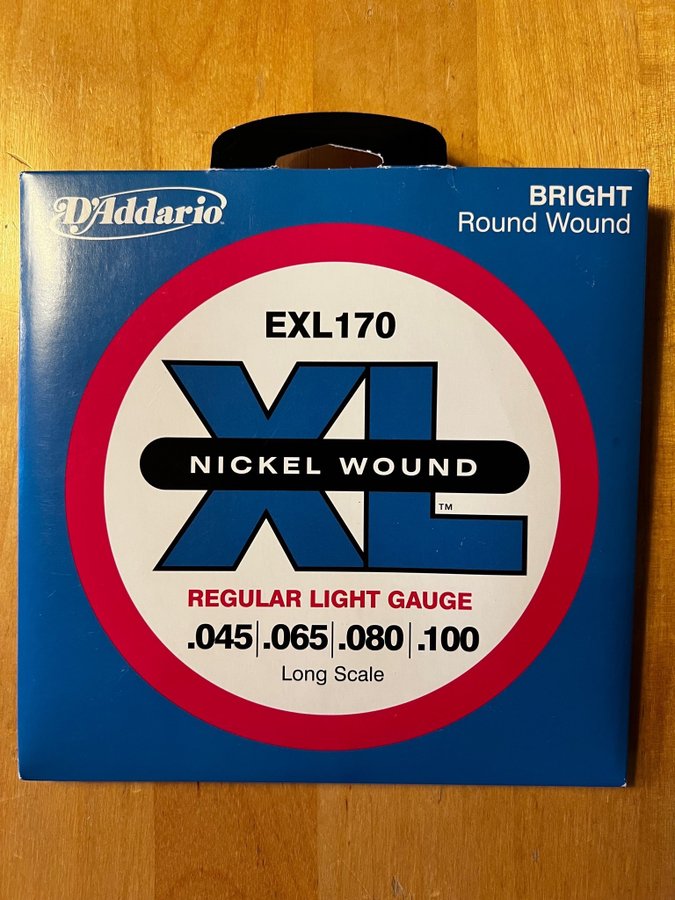 D'Addario
BRIGHT
Round Wound
EXL170
XL
NICKEL WOUND
™
REGULAR LIGHT GAUGE
.045|.065|.080|.100
Long Scale